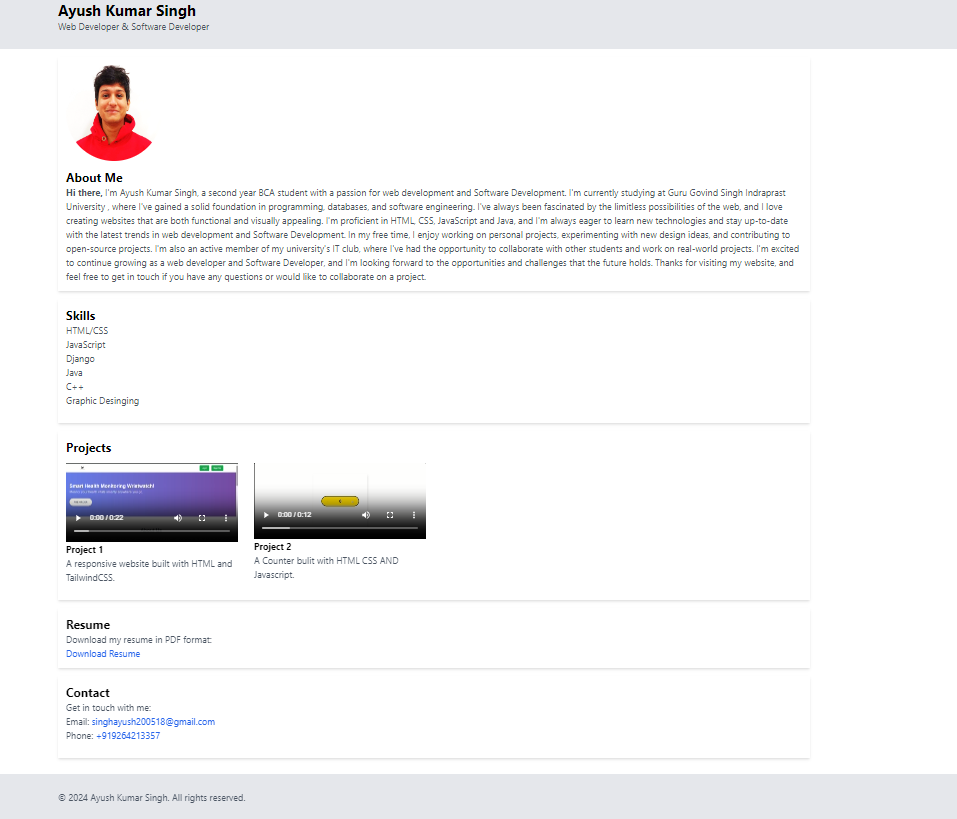 Ayush Kumar Singh
Web Developer & Software Developer
About Me
Hi there, I'm Ayush Kumar Singh, a second year BCA student with a passion for web development and Software Development. I'm currently studying at Guru Govind Singh Indraprast
University , where I've gained a solid foundation in programming, databases, and software engineering. I've always been fascinated by the limitless possibilities of the web, and I love
creating websites that are both functional and visually appealing. I'm proficient in HTML, CSS, JavaScript and Java, and I'm always eager to learn new technologies and stay up-to-date
with the latest trends in web development and Software Development. In my free time, I enjoy working on personal projects, experimenting with new design ideas, and contributing to
open-source projects. I'm also an active member of my university's IT club, where I've had the opportunity to collaborate with other students and work on real-world projects. I'm excited
to continue growing as a web developer and Software Developer, and I'm looking forward to the opportunities and challenges that the future holds. Thanks for visiting my website, and
feel free to get in touch if you have any questions or would like to collaborate on a project.
Skills
HTML/CSS
JavaScript
Django
Java
C++
Graphic Desinging
Projects
Smart Health Monitoring Wristwatch!
0:00 / 0:22
0
0:00 / 0:12
Project 1
A responsive website built with HTML and
TailwindCSS.
Project 2
A Counter bulit with HTML CSS AND
Javascript.
Resume
Download my resume in PDF format:
Download Resume
Contact
Get in touch with me:
Email: singhayush200518@gmail.com
Phone: +919264213357
© 2024 Ayush Kumar Singh. All rights reserved.